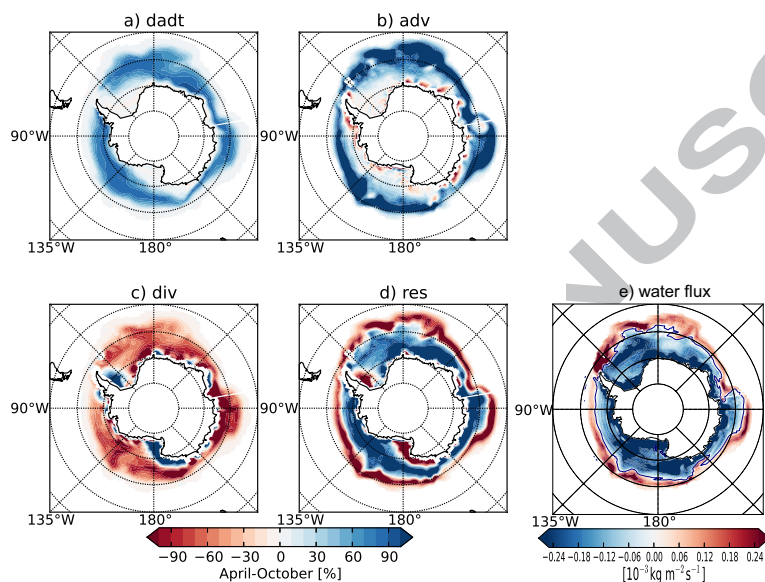 a) dadt
b) adv
90°W
90°W
135°W
180°
135°W
180°
c) div
d) res
e) water flux
90°W
90°W
90°W
135°W
180°
135°W
180°
135°W
180°
−90 −60 −30 0 30 60 90
April-October [%]
−0.24 −0.18 −0.12 −0.06 0.00 0.06 0.12 0.18 0.24
[10⁻³ kg m⁻² s⁻¹]